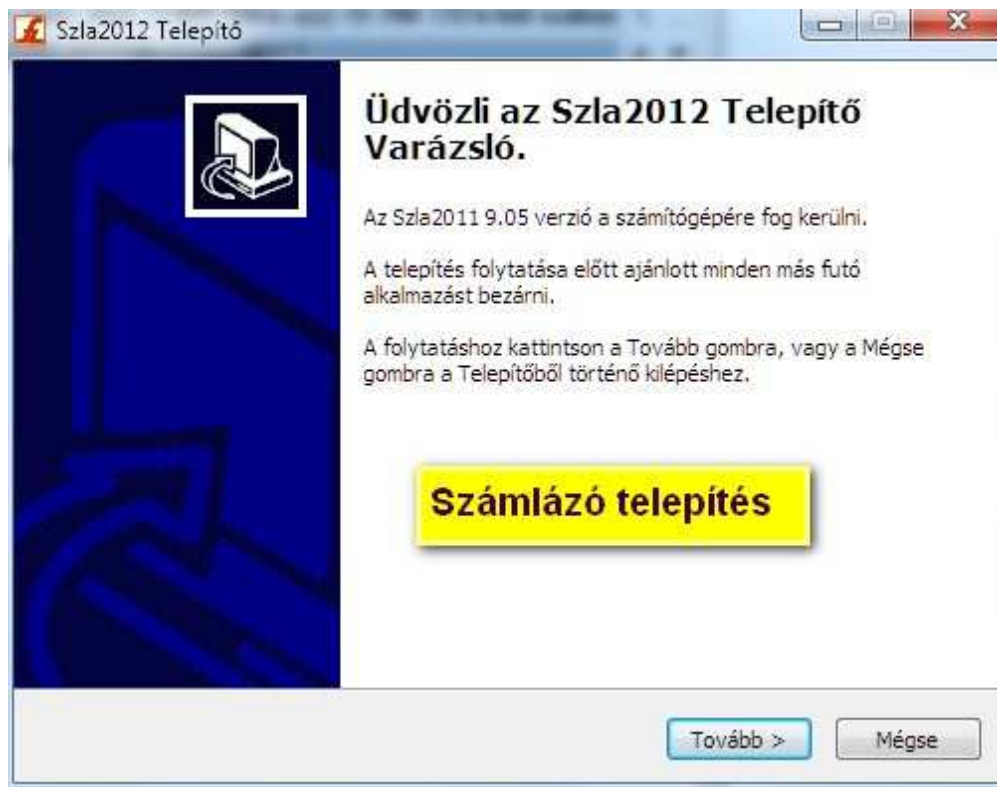 Szla2012 Telepítő
Üdvözli az Szla2012 Telepítő
Varázsló.
Az Szla2011 9.05 verzió a számítógépére fog kerülni.
A telepítés folytatása előtt ajánlott minden más futó
alkalmazást bezárni.
A folytatáshoz kattintson a Tovább gombra, vagy a Mégse
gombra a Telepítőből történő kilépéshez.
Számlázó telepítés
Tovább >
Mégse